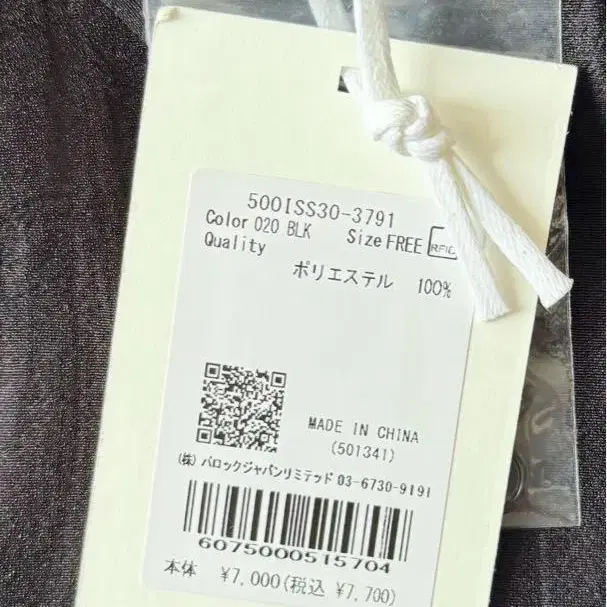 500ISS30-3791
Color 020 BLK Size FREE RFID
Quality
ポリエステル 100%
MADE IN CHINA
(501341)
(株) バロックジャパンリミテッド 03-6730-9191
6075000515704
本体 ¥7,000(税込 ¥7,700)